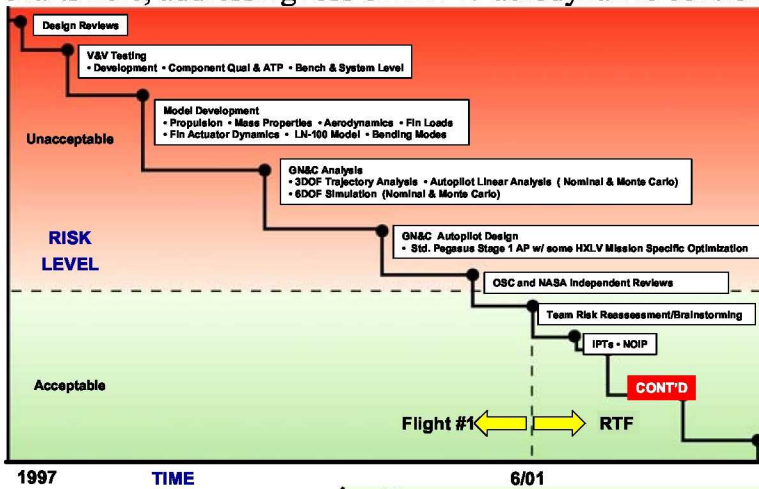 Design Reviews
V&V Testing
• Development • Component Qual & ATP • Bench & System Level
Model Development
• Propulsion • Mass Properties • Aerodynamics • Fin Loads
• Fin Actuator Dynamics • LN-100 Model • Bending Modes
Unacceptable
GN&C Analysis
• 3DOF Trajectory Analysis • Autopilot Linear Analysis ( Nominal & Monte Carlo)
• 6DOF Simulation (Nominal & Monte Carlo)
RISK
LEVEL
GN&C Autopilot Design
• Std. Pegasus Stage 1 AP w/ some HXLV Mission Specific Optimization
OSC and NASA Independent Reviews
Team Risk Reassessment/Brainstorming
IPTs • NOIP
Acceptable
CONT'D
Flight #1
RTF
1997
TIME
6/01